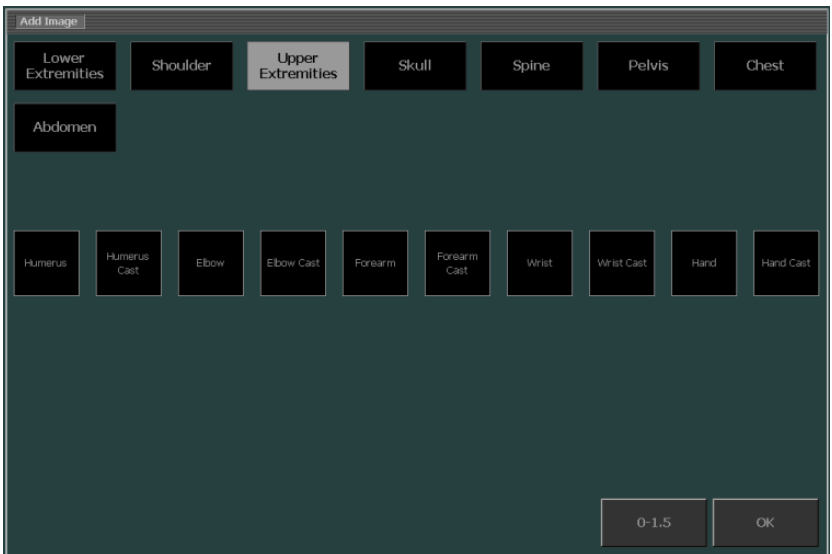 Add Image
Lower
Extremities
Shoulder
Upper
Extremities
Skull
Spine
Pelvis
Chest
Abdomen
Humerus
Humerus
Cast
Elbow
Elbow Cast
Forearm
Forearm
Cast
Wrist
Wrist Cast
Hand
Hand Cast
0-1.5
OK